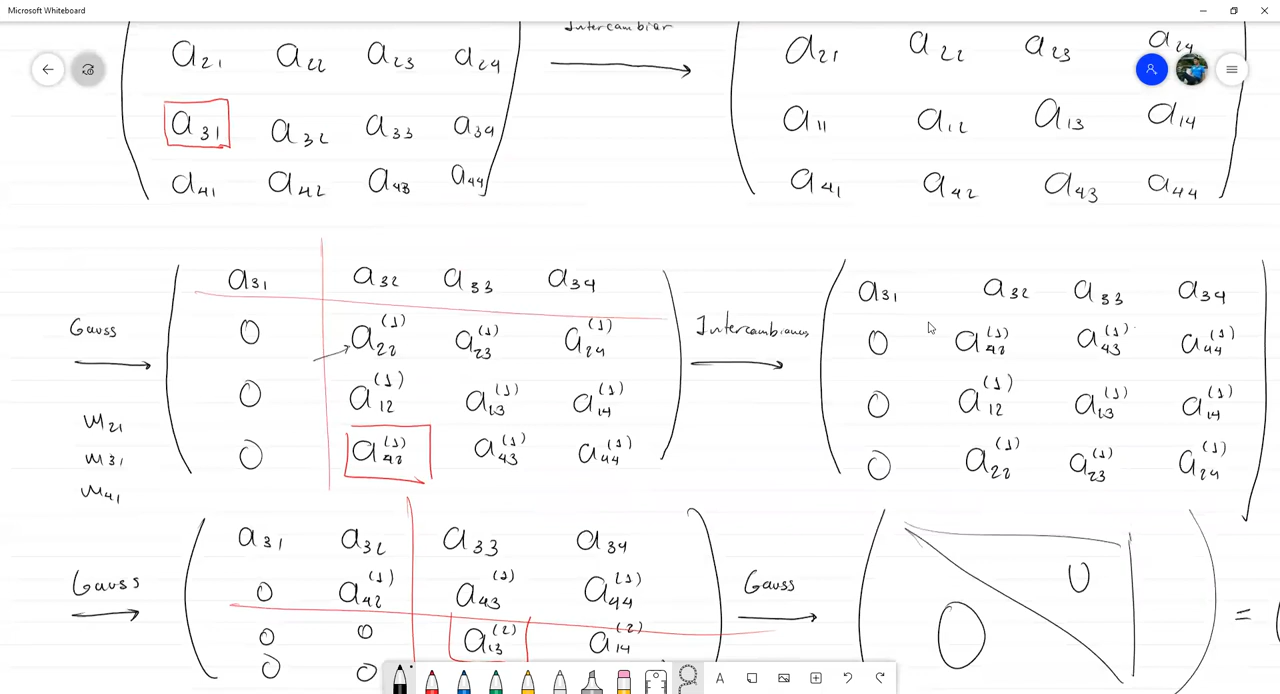 Microsoft Whiteboard
Intercambiar
a21 a22 a23 a24
a31 a32 a33 a34
a41 a42 a43 a44
a21 a22 a23 a24
a11 a12 a13 a14
a41 a42 a43 a44
Gauss
m21
m31
m41
a31 a32 a33 a34
0 a22(1) a23(1) a24(1)
0 a12(1) a13(1) a14(1)
0 a42(1) a43(1) a44(1)
Intercambiamos
a31 a32 a33 a34
0 a42(1) a43(1) a44(1)
0 a12(1) a13(1) a14(1)
0 a22(1) a23(1) a24(1)
Gauss
a31 a32 a33 a34
0 a42(1) a43(1) a44(1)
0 0 a13(2) a14(2)
0 0
Gauss
U
0
=
A